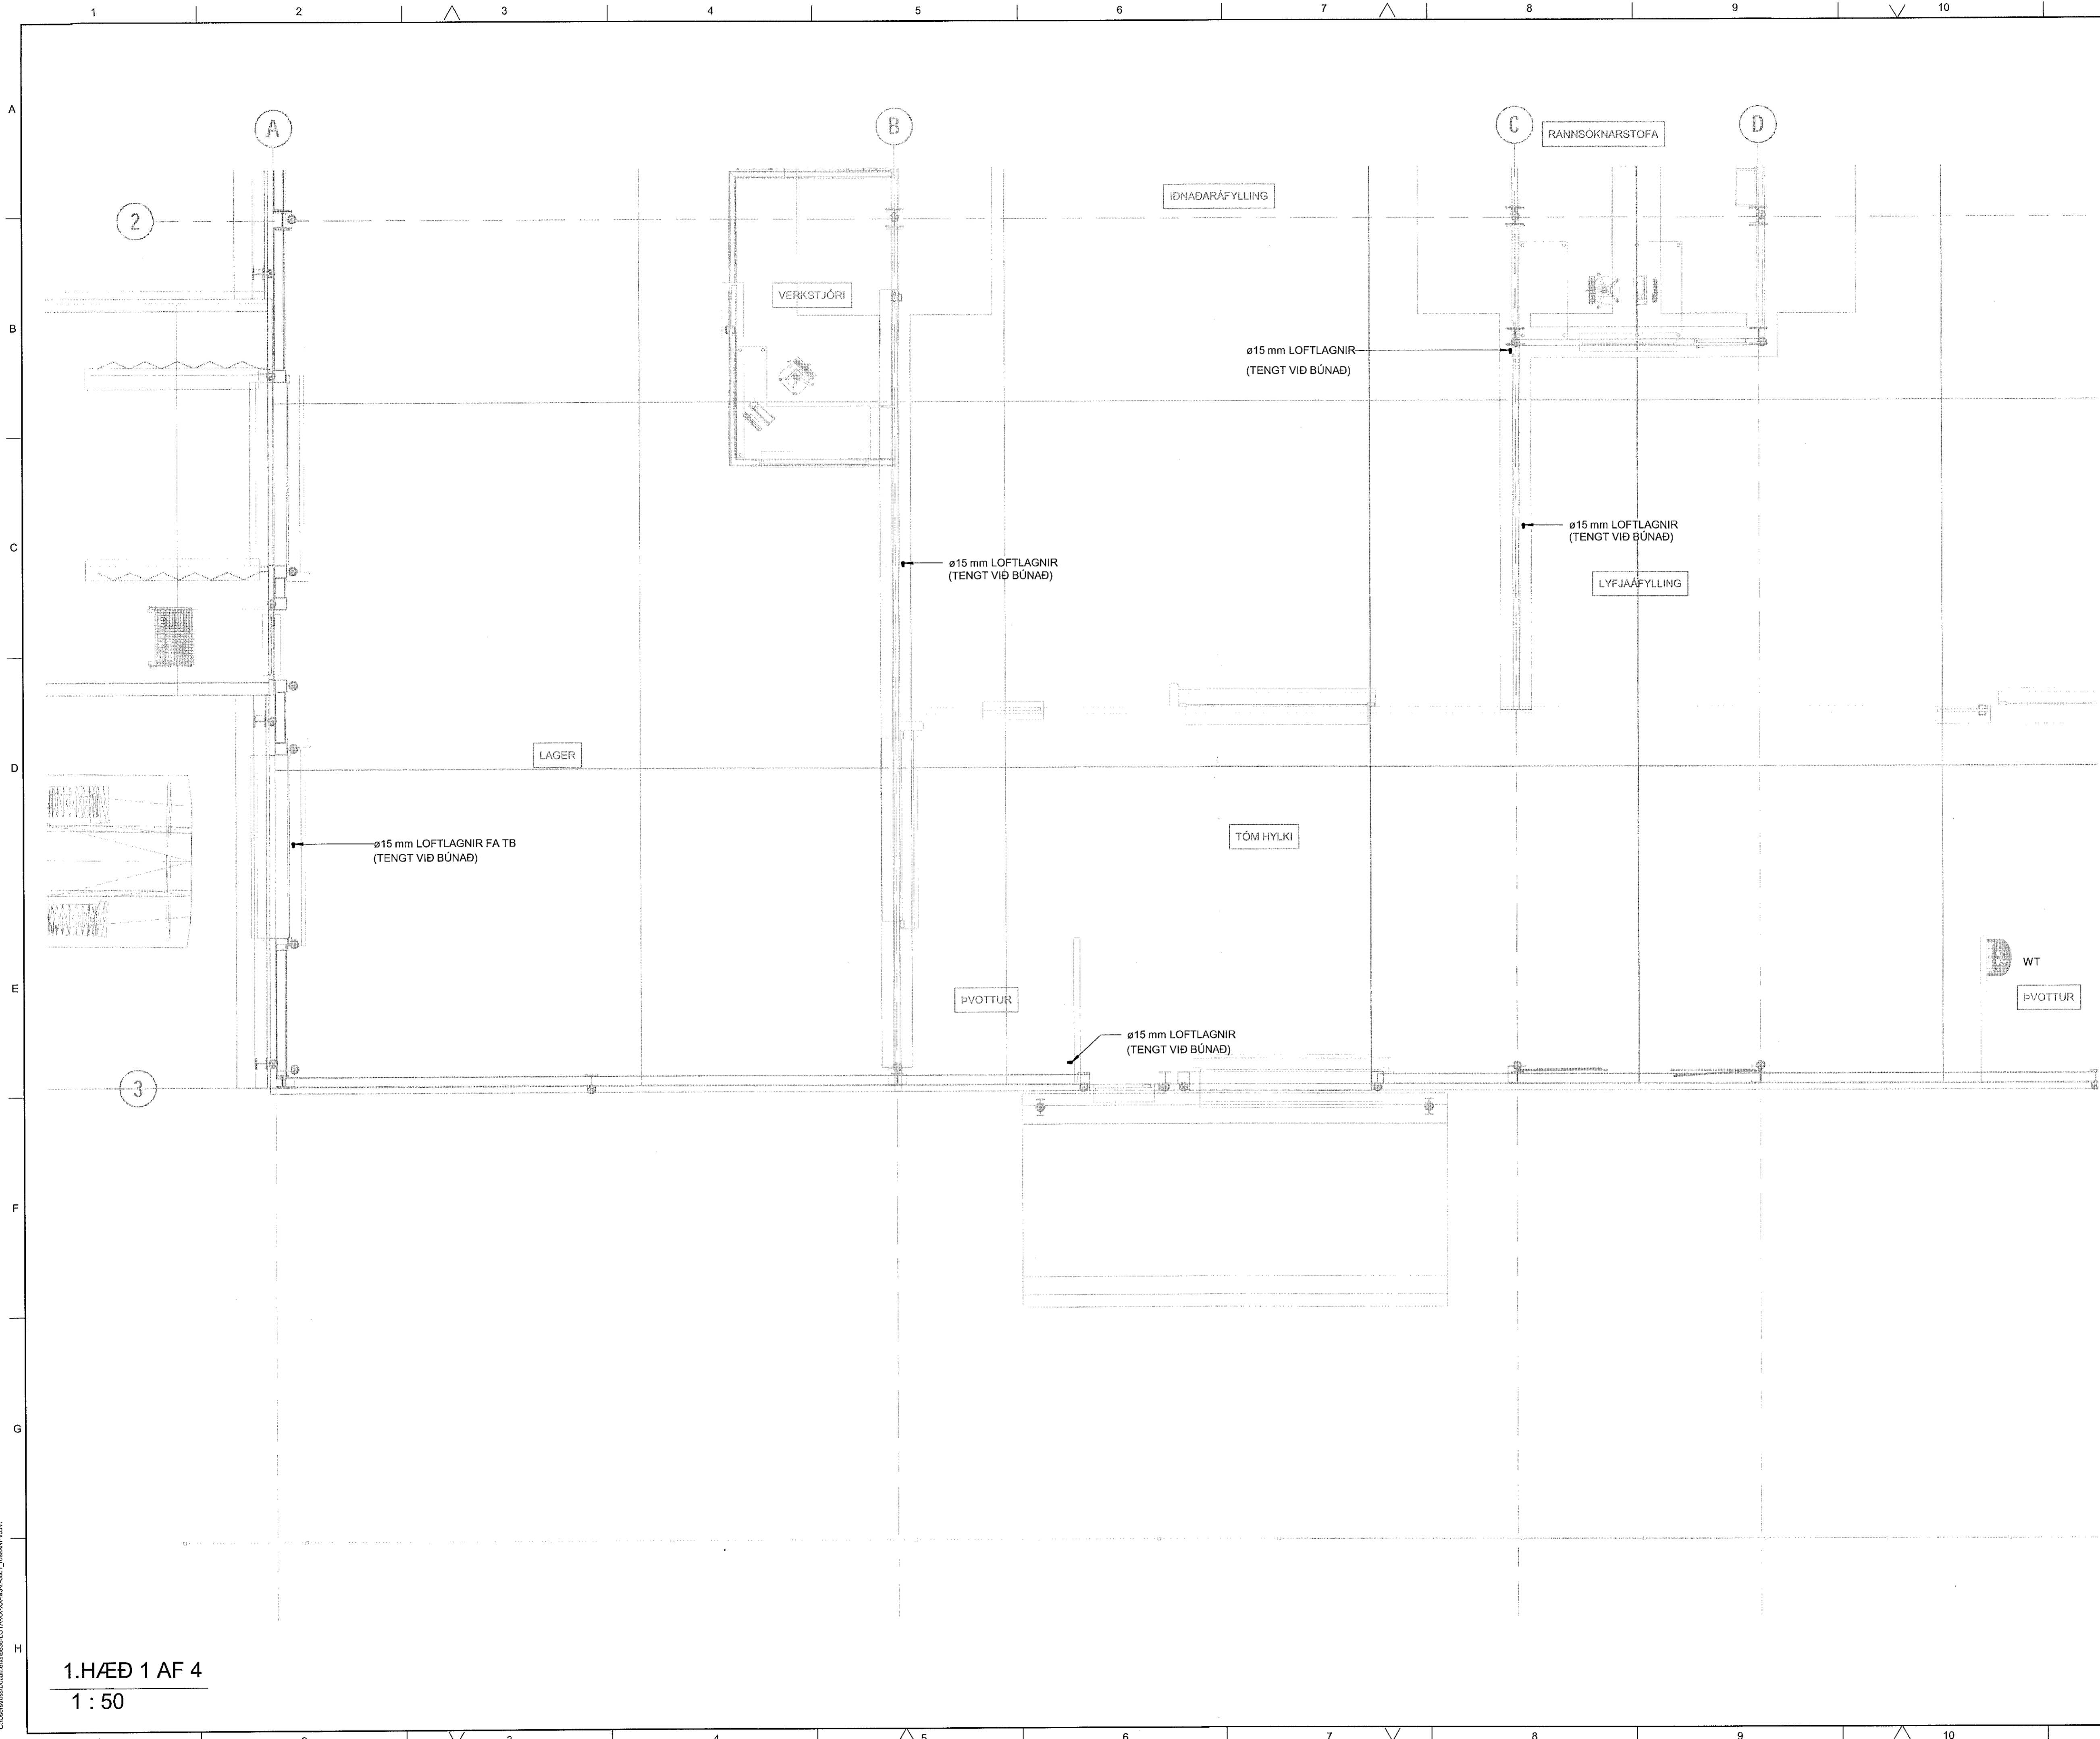 1 2 3 4 5 6 7 8 9 10
A
A B C D
RANNSÓKNARSTOFA
IÐNAÐARÁFYLLING
2
VERKSTJÓRI
B
ø15 mm LOFTLAGNIR
(TENGT VIÐ BÚNAÐ)
ø15 mm LOFTLAGNIR
(TENGT VIÐ BÚNAÐ)
C
ø15 mm LOFTLAGNIR
(TENGT VIÐ BÚNAÐ)
LYFJAÁFYLLING
LAGER
D
TÓM HYLKI
ø15 mm LOFTLAGNIR FA TB
(TENGT VIÐ BÚNAÐ)
WT
E
ÞVOTTUR
ÞVOTTUR
ø15 mm LOFTLAGNIR
(TENGT VIÐ BÚNAÐ)
3
F
G
H
1.HÆÐ 1 AF 4
1 : 50
5 6 7 8 9 10